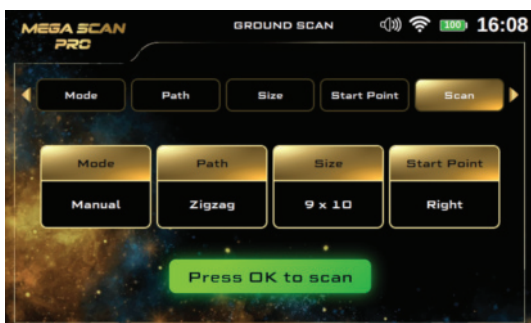 MEGA SCAN
PRO
GROUND SCAN
100
16:08
Mode
Path
Size
Start Point
Scan
Mode
Path
Size
Start Point
Manual
Zigzag
9 x 10
Right
Press OK to scan